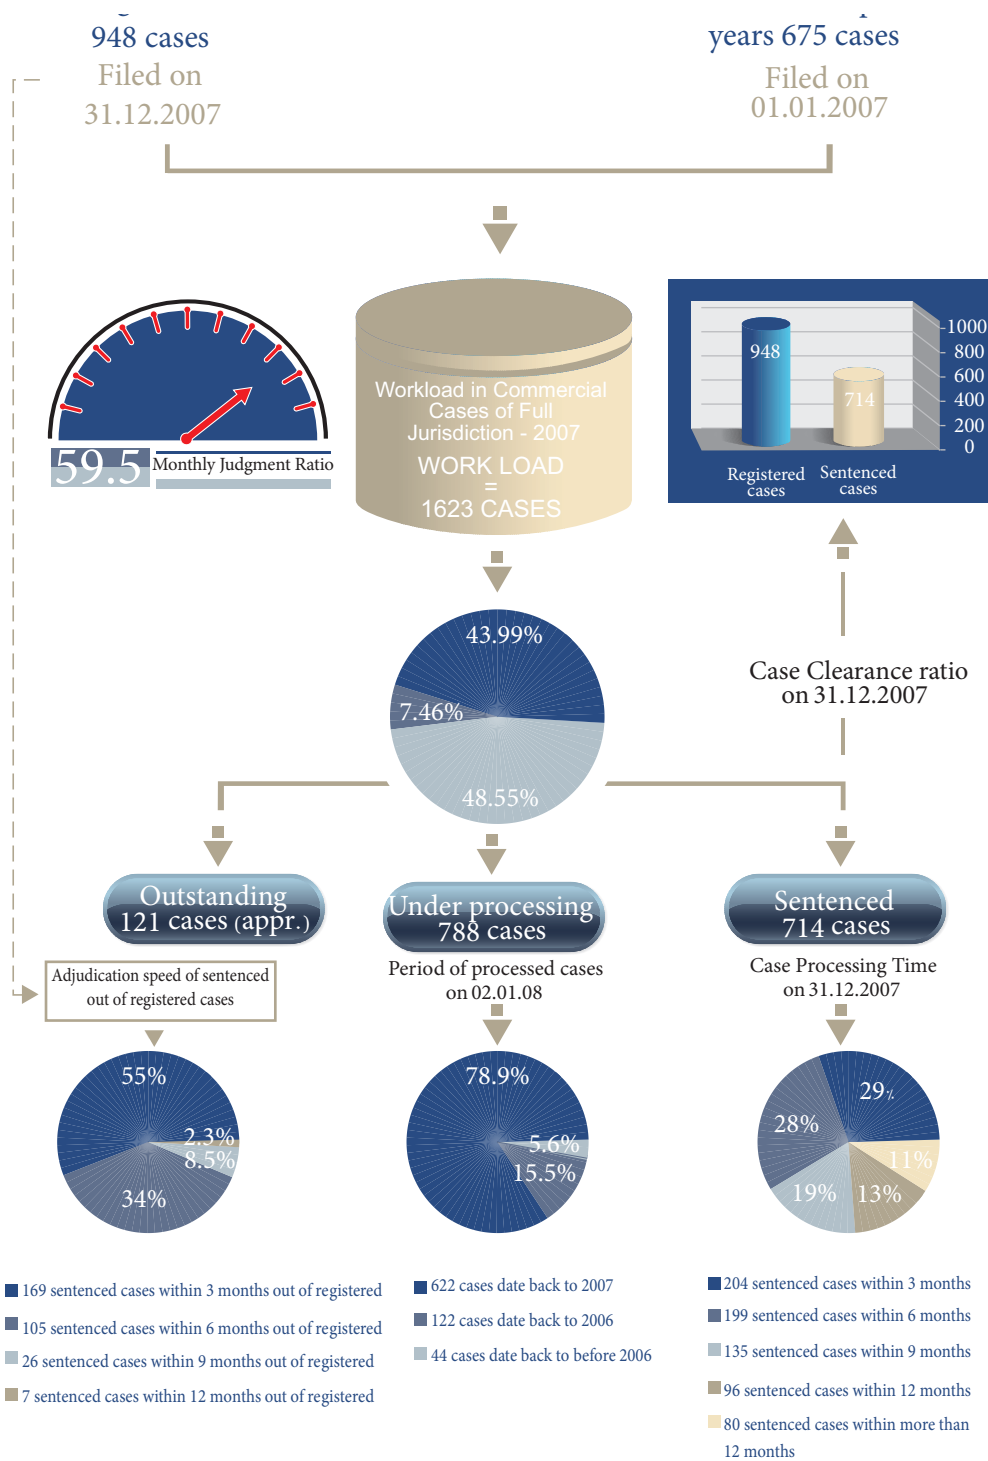 948 cases
Filed on
31.12.2007
years 675 cases
Filed on
01.01.2007
59.5
Monthly Judgment Ratio
Workload in Commercial
Cases of Full
Jurisdiction - 2007
WORK LOAD
=
1623 CASES
948
714
1000
800
600
400
200
0
Registered
cases
Sentenced
cases
43.99%
7.46%
48.55%
Case Clearance ratio
on 31.12.2007
Outstanding
121 cases (appr.)
Under processing
788 cases
Sentenced
714 cases
Adjudication speed of sentenced
out of registered cases
Period of processed cases
on 02.01.08
Case Processing Time
on 31.12.2007
55%
2.3%
8.5%
34%
78.9%
5.6%
15.5%
29%
28%
11%
19%
13%
169 sentenced cases within 3 months out of registered
105 sentenced cases within 6 months out of registered
26 sentenced cases within 9 months out of registered
7 sentenced cases within 12 months out of registered
622 cases date back to 2007
122 cases date back to 2006
44 cases date back to before 2006
204 sentenced cases within 3 months
199 sentenced cases within 6 months
135 sentenced cases within 9 months
96 sentenced cases within 12 months
80 sentenced cases within more than
12 months